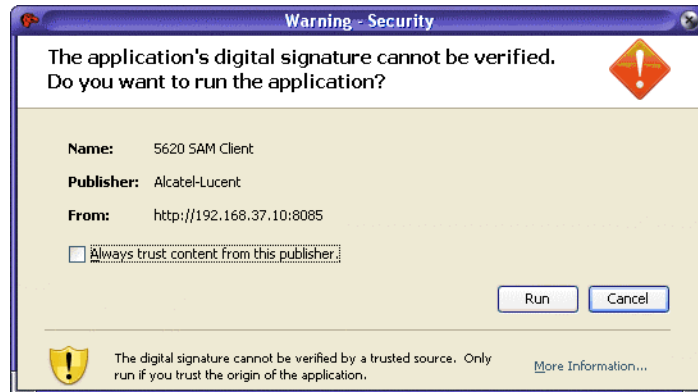 Warning - Security
The application's digital signature cannot be verified.
Do you want to run the application?
Name: 5620 SAM Client
Publisher: Alcatel-Lucent
From: http://192.168.37.10:8085
Always trust content from this publisher.
Run Cancel
The digital signature cannot be verified by a trusted source. Only
run if you trust the origin of the application.
More Information...